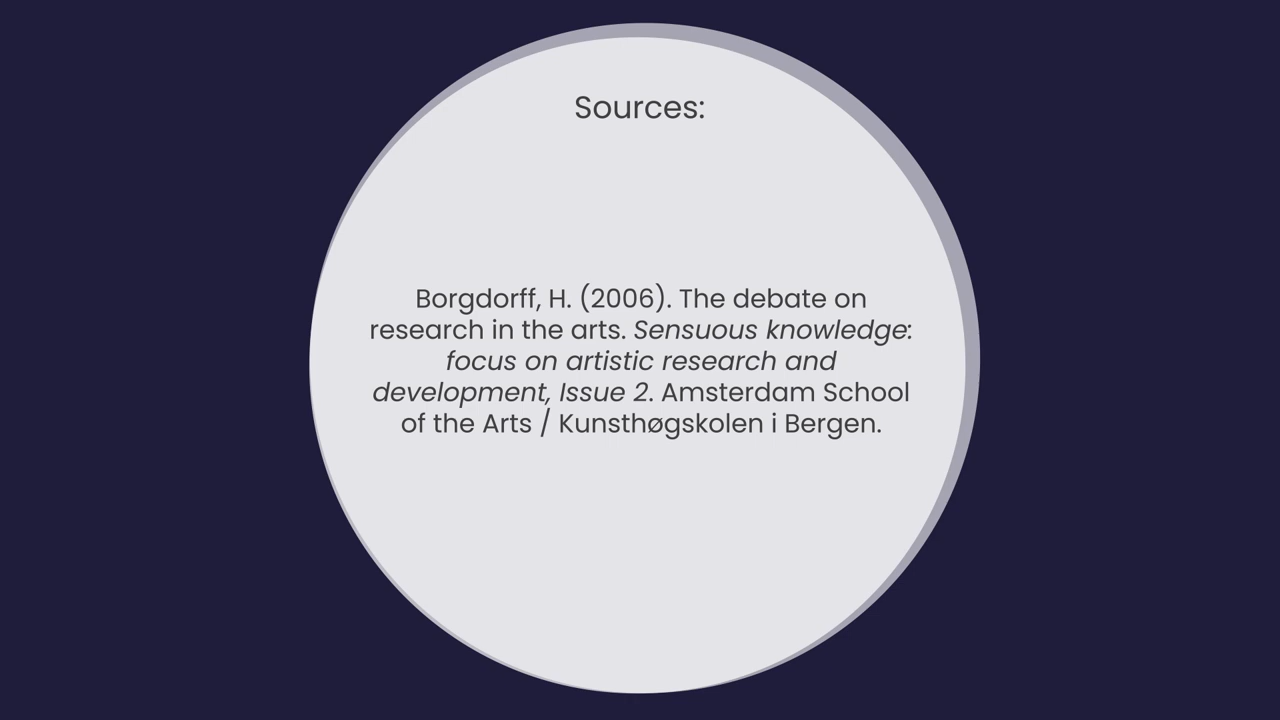 Sources:
Borgdorff, H. (2006). The debate on
research in the arts. Sensuous knowledge:
focus on artistic research and
development, Issue 2. Amsterdam School
of the Arts / Kunsthøgskolen i Bergen.